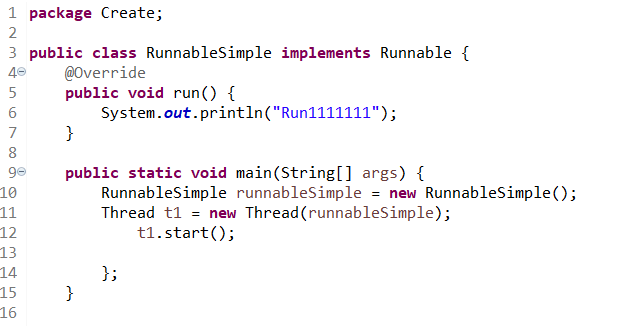 1 package Create;
2
3 public class RunnableSimple implements Runnable {
4 @Override
5 public void run() {
6 System.out.println("Run1111111");
7 }
8
9 public static void main(String[] args) {
10 RunnableSimple runnableSimple = new RunnableSimple();
11 Thread t1 = new Thread(runnableSimple);
12 t1.start();
13
14 };
15 }
16